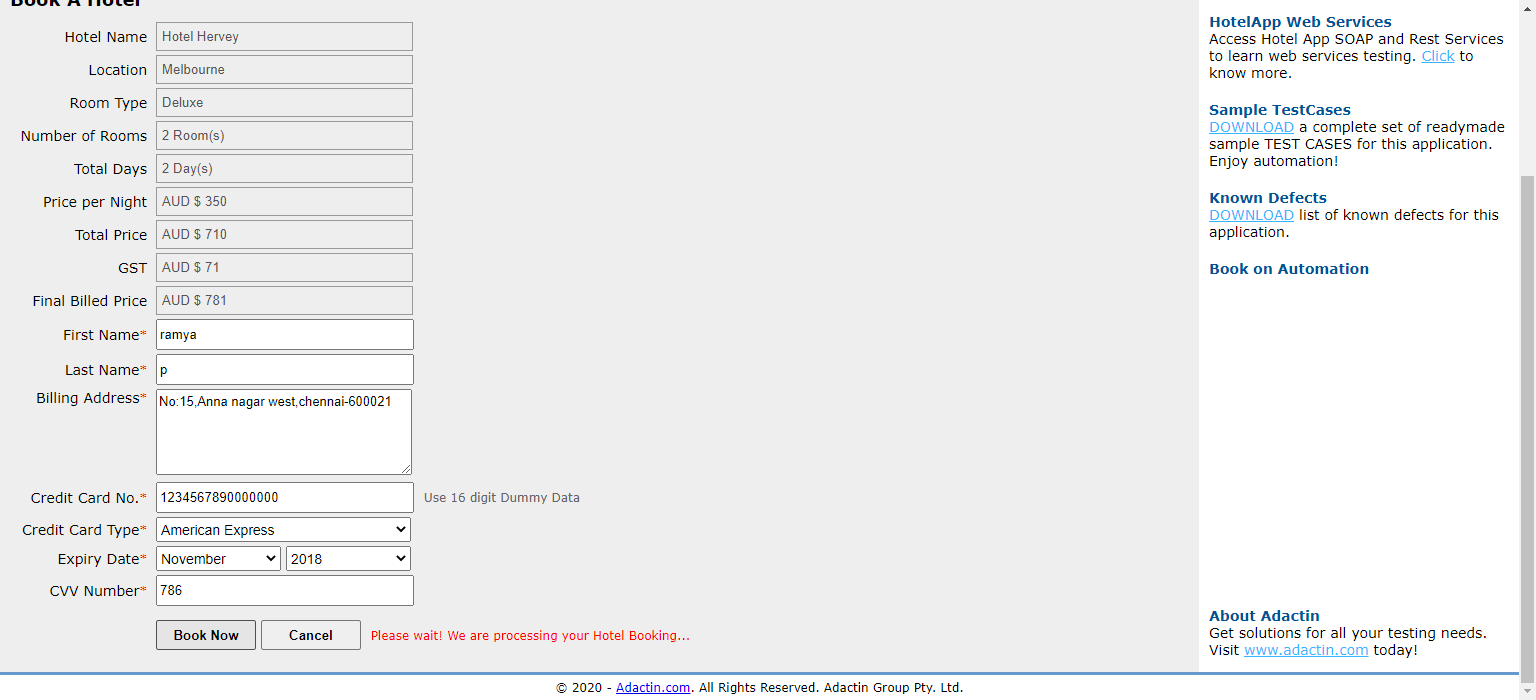 Book A Hotel
Hotel Name Hotel Hervey
Location Melbourne
Room Type Deluxe
Number of Rooms 2 Room(s)
Total Days 2 Day(s)
Price per Night AUD $ 350
Total Price AUD $ 710
GST AUD $ 71
Final Billed Price AUD $ 781
First Name* ramya
Last Name* p
Billing Address* No:15,Anna nagar west,chennai-600021
Credit Card No.* 1234567890000000 Use 16 digit Dummy Data
Credit Card Type* American Express
Expiry Date* November 2018
CVV Number* 786
Book Now Cancel Please wait! We are processing your Hotel Booking...
HotelApp Web Services
Access Hotel App SOAP and Rest Services
to learn web services testing. Click to
know more.
Sample TestCases
DOWNLOAD a complete set of readymade
sample TEST CASES for this application.
Enjoy automation!
Known Defects
DOWNLOAD list of known defects for this
application.
Book on Automation
About Adactin
Get solutions for all your testing needs.
Visit www.adactin.com today!
© 2020 - Adactin.com. All Rights Reserved. Adactin Group Pty. Ltd.